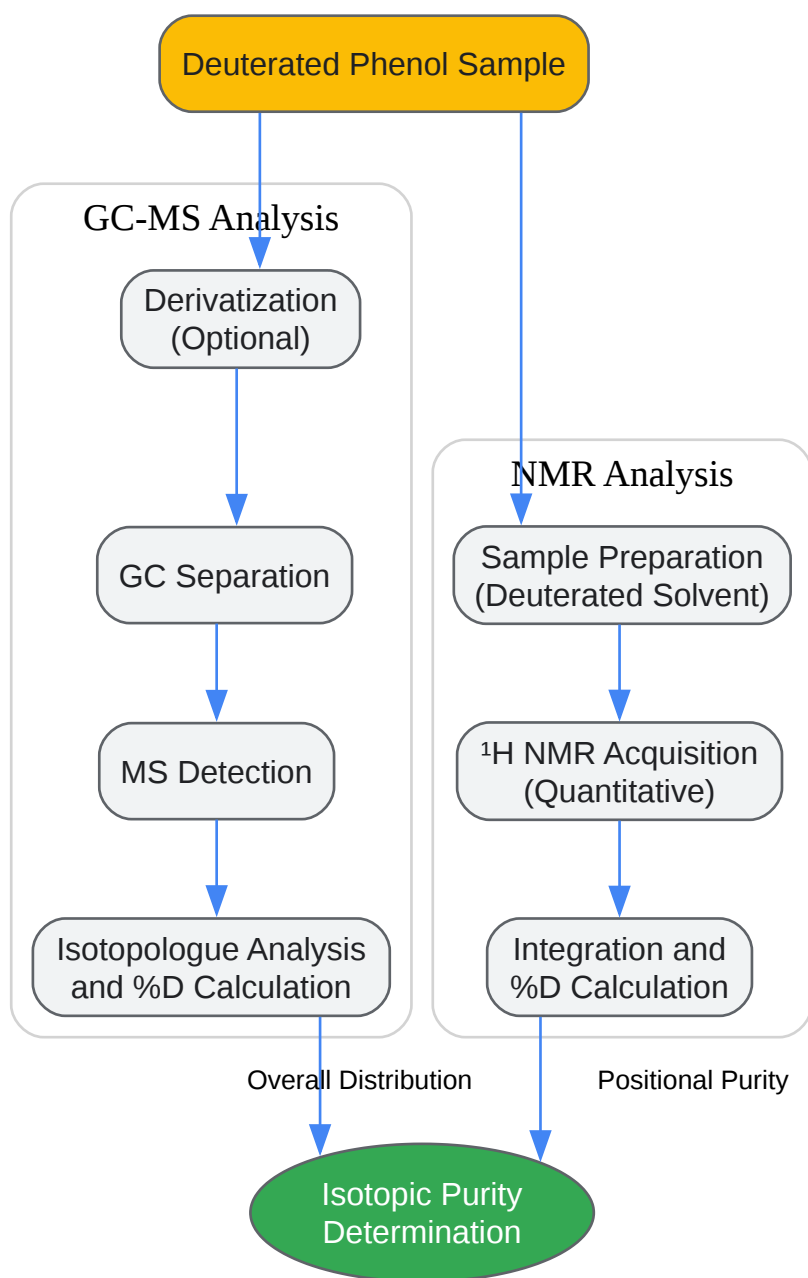 Deuterated Phenol Sample
GC-MS Analysis
Derivatization
(Optional)
GC Separation
MS Detection
Isotopologue Analysis
and %D Calculation
NMR Analysis
Sample Preparation
(Deuterated Solvent)
¹H NMR Acquisition
(Quantitative)
Integration and
%D Calculation
Overall Distribution
Positional Purity
Isotopic Purity
Determination